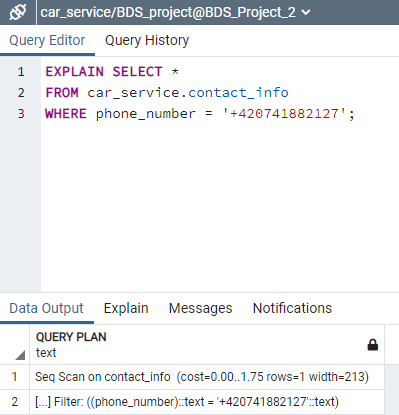 car_service/BDS_project@BDS_Project_2
Query Editor Query History
1 EXPLAIN SELECT *
2 FROM car_service.contact_info
3 WHERE phone_number = '+420741882127';
Data Output Explain Messages Notifications
QUERY PLAN
text
1 Seq Scan on contact_info (cost=0.00..1.75 rows=1 width=213)
2 [...] Filter: ((phone_number)::text = '+420741882127'::text)